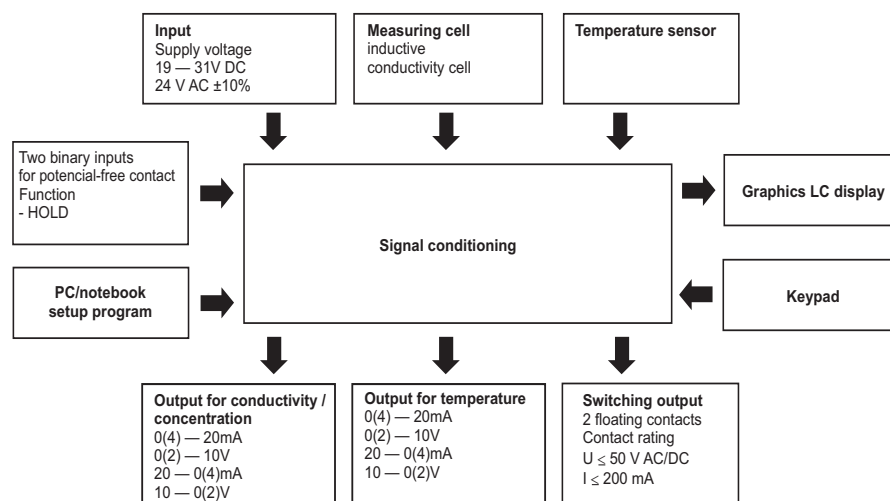 Input
Supply voltage
19 — 31V DC
24 V AC ±10%
Measuring cell
inductive
conductivity cell
Temperature sensor
Two binary inputs
for potencial-free contact
Function
- HOLD
Signal conditioning
Graphics LC display
PC/notebook
setup program
Keypad
Output for conductivity /
concentration
0(4) — 20mA
0(2) — 10V
20 — 0(4)mA
10 — 0(2)V
Output for temperature
0(4) — 20mA
0(2) — 10V
20 — 0(4)mA
10 — 0(2)V
Switching output
2 floating contacts
Contact rating
U ≤ 50 V AC/DC
I ≤ 200 mA